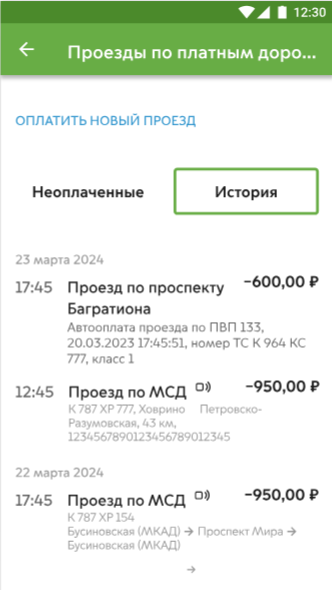 12:30
Проезды по платным доро...
ОПЛАТИТЬ НОВЫЙ ПРОЕЗД
Неоплаченные История
23 марта 2024
17:45 Проезд по проспекту −600,00 ₽
Багратиона
Автооплата проезда по ПВП 133,
20.03.2023 17:45:51, номер ТС К 964 КС
777, класс 1
12:45 Проезд по МСД −950,00 ₽
К 787 ХР 777, Ховрино Петровско-
Разумовская, 43 км,
1234567890123456789012345
22 марта 2024
17:45 Проезд по МСД −950,00 ₽
К 787 ХР 154
Бусиновская (МКАД) → Проспект Мира →
Бусиновская (МКАД)
→